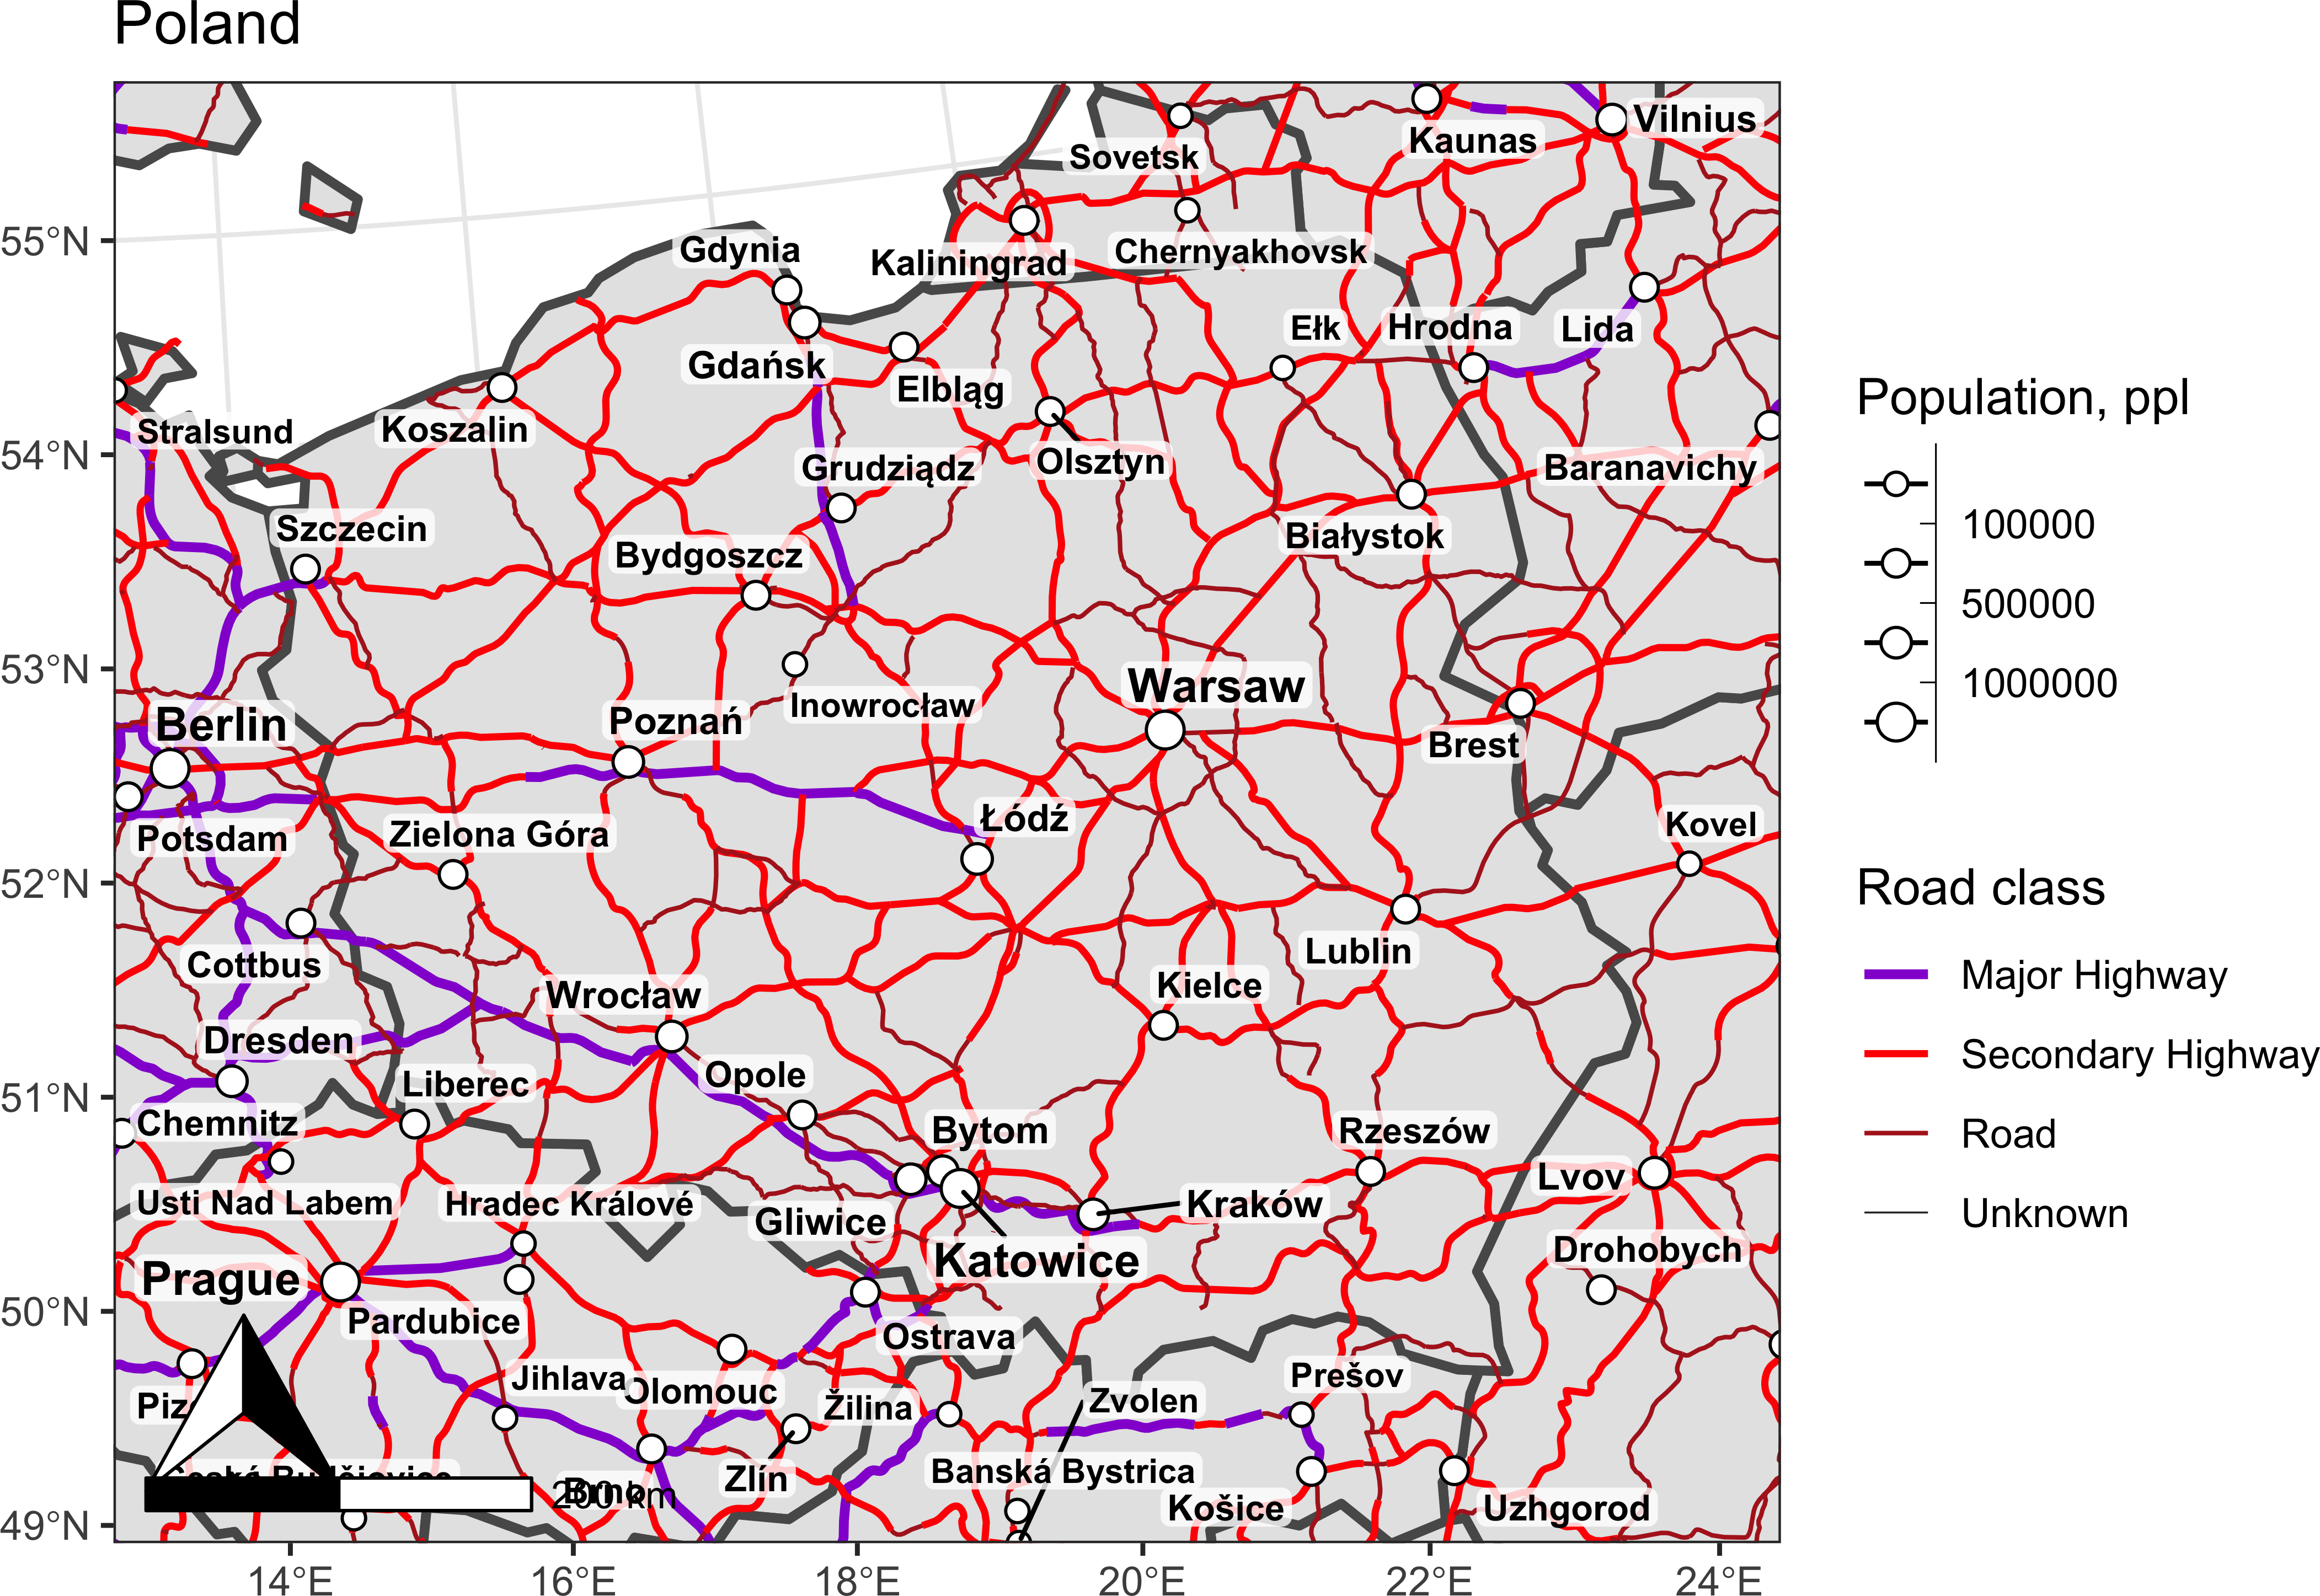 Poland
Vilnius
Kaunas
Sovetsk
55°N
Gdynia
Kaliningrad
Chernyakhovsk
Ełk
Hrodna
Lida
Gdańsk
Elbląg
Stralsund
Koszalin
54°N
Grudziądz
Olsztyn
Baranavichy
Szczecin
Białystok
Bydgoszcz
53°N
Warsaw
Inowrocław
Berlin
Poznań
Brest
Łódź
Kovel
Potsdam
Zielona Góra
52°N
Lublin
Cottbus
Kielce
Wrocław
Dresden
Opole
Liberec
51°N
Chemnitz
Bytom
Rzeszów
Lvov
Usti Nad Labem
Hradec Králové
Kraków
Gliwice
Drohobych
Katowice
Prague
50°N
Pardubice
Ostrava
Jihlava
Olomouc
Prešov
Žilina
Zvolen
Česká Budějovice
Zlín
Banská Bystrica
Brno
200 km
Košice
Uzhgorod
49°N
14°E
16°E
18°E
20°E
22°E
24°E
Population, ppl
100000
500000
1000000
Road class
Major Highway
Secondary Highway
Road
Unknown